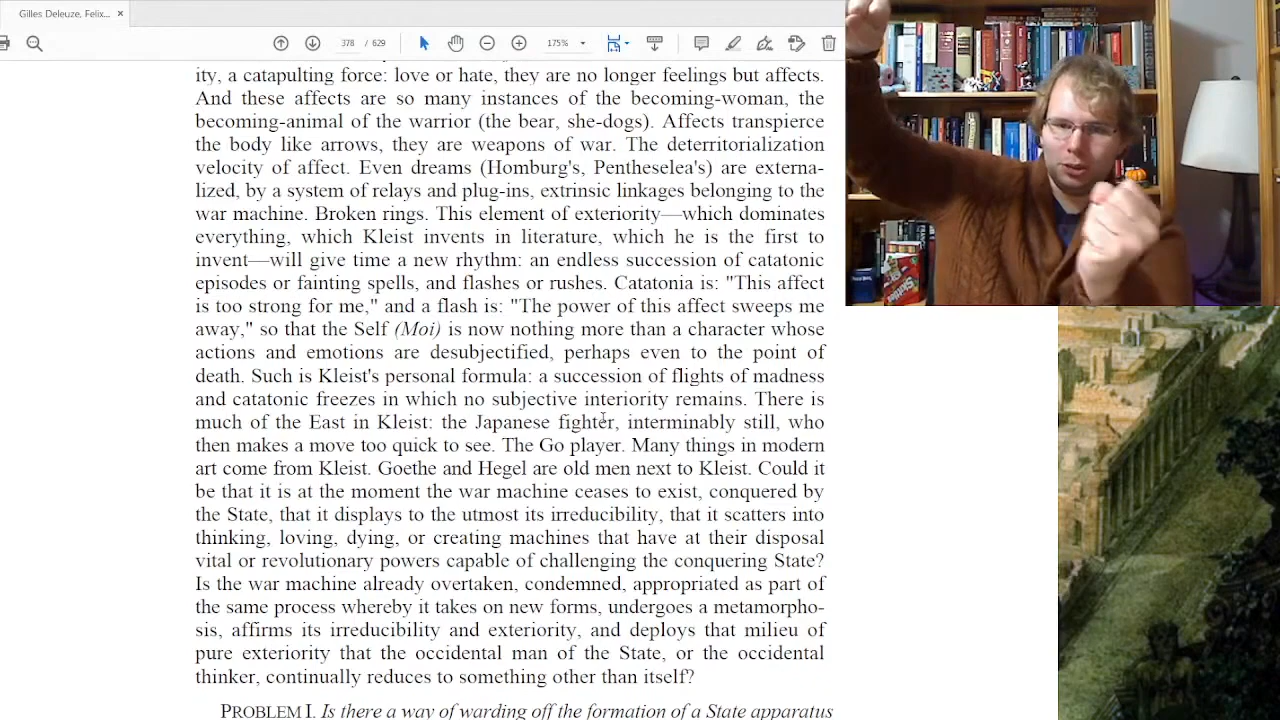 Gilles Deleuze, Felix...
378 / 629
175%
ity, a catapulting force: love or hate, they are no longer feelings but affects.
And these affects are so many instances of the becoming-woman, the
becoming-animal of the warrior (the bear, she-dogs). Affects transpierce
the body like arrows, they are weapons of war. The deterritorialization
velocity of affect. Even dreams (Homburg's, Pentheselea's) are externa-
lized, by a system of relays and plug-ins, extrinsic linkages belonging to the
war machine. Broken rings. This element of exteriority—which dominates
everything, which Kleist invents in literature, which he is the first to
invent—will give time a new rhythm: an endless succession of catatonic
episodes or fainting spells, and flashes or rushes. Catatonia is: "This affect
is too strong for me," and a flash is: "The power of this affect sweeps me
away," so that the Self (Moi) is now nothing more than a character whose
actions and emotions are desubjectified, perhaps even to the point of
death. Such is Kleist's personal formula: a succession of flights of madness
and catatonic freezes in which no subjective interiority remains. There is
much of the East in Kleist: the Japanese fighter, interminably still, who
then makes a move too quick to see. The Go player. Many things in modern
art come from Kleist. Goethe and Hegel are old men next to Kleist. Could it
be that it is at the moment the war machine ceases to exist, conquered by
the State, that it displays to the utmost its irreducibility, that it scatters into
thinking, loving, dying, or creating machines that have at their disposal
vital or revolutionary powers capable of challenging the conquering State?
Is the war machine already overtaken, condemned, appropriated as part of
the same process whereby it takes on new forms, undergoes a metamorpho-
sis, affirms its irreducibility and exteriority, and deploys that milieu of
pure exteriority that the occidental man of the State, or the occidental
thinker, continually reduces to something other than itself?
PROBLEM I. Is there a way of warding off the formation of a State apparatus
Skittles